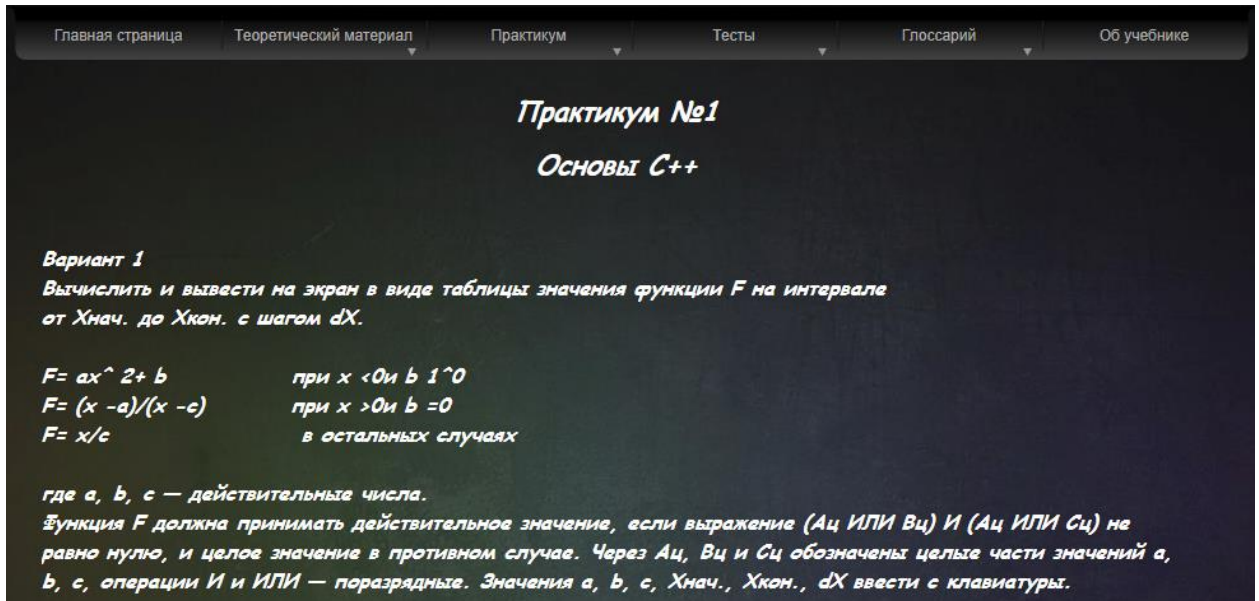 Главная страница Теоретический материал Практикум Тесты Глоссарий Об учебнике
Практикум №1
Основы С++
Вариант 1
Вычислить и вывести на экран в виде таблицы значения функции F на интервале
от Хнач. до Хкон. с шагом dX.
F= ax^ 2+ b при x <0и b 1^0
F= (x -a)/(x -c) при x >0и b =0
F= x/c в остальных случаях
где a, b, c — действительные числа.
Функция F должна принимать действительное значение, если выражение (Ац ИЛИ Вц) И (Ац ИЛИ Сц) не
равно нулю, и целое значение в противном случае. Через Ац, Вц и Сц обозначены целые части значений a,
b, c, операции И и ИЛИ — поразрядные. Значения a, b, c, Хнач., Хкон., dX ввести с клавиатуры.